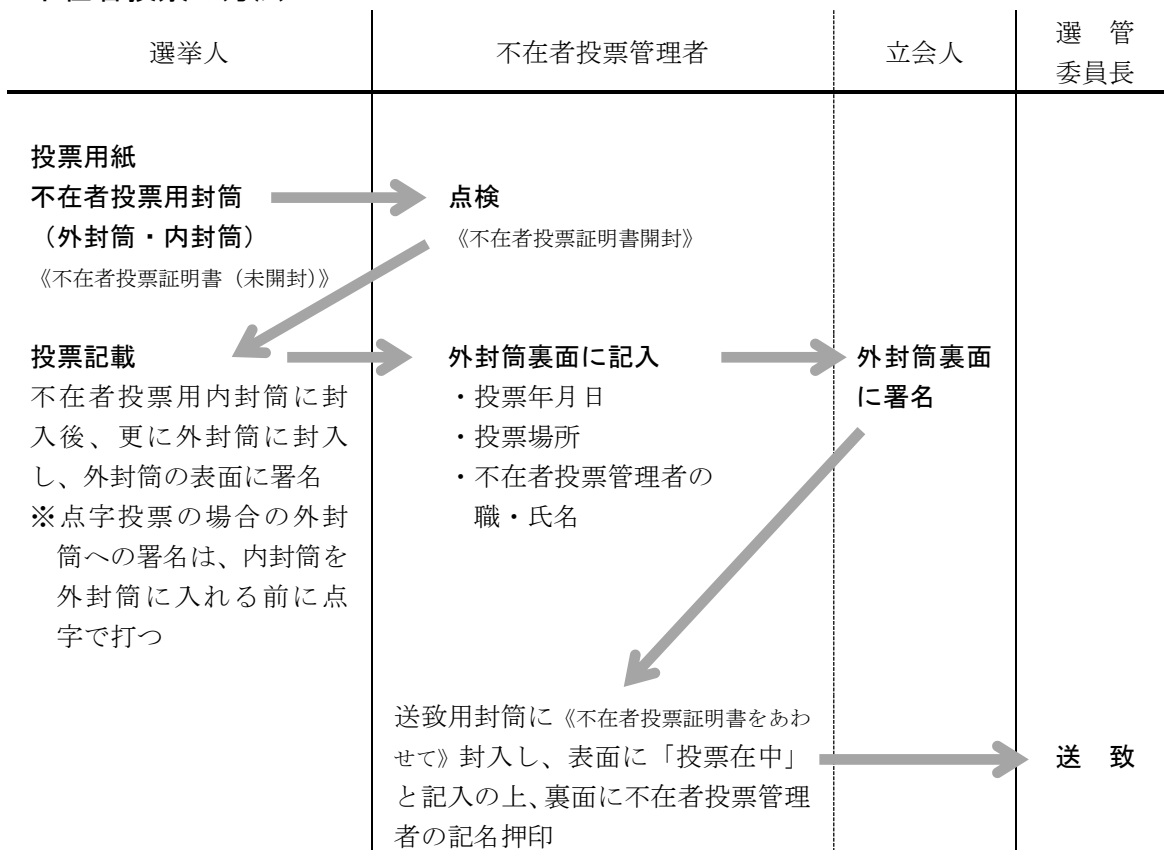 選挙人
不在者投票管理者
立会人
選 管
委員長
投票用紙
不在者投票用封筒
（外封筒・内封筒）
《不在者投票証明書（未開封）》
点検
《不在者投票証明書開封》
投票記載
不在者投票用内封筒に封
入後、更に外封筒に封入
し、外封筒の表面に署名
※点字投票の場合の外封
筒への署名は、内封筒を
外封筒に入れる前に点
字で打つ
外封筒裏面に記入
・投票年月日
・投票場所
・不在者投票管理者の
職・氏名
外封筒裏面
に署名
送致用封筒に《不在者投票証明書をあわ
せて》封入し、表面に「投票在中」
と記入の上、裏面に不在者投票管理
者の記名押印
送 致